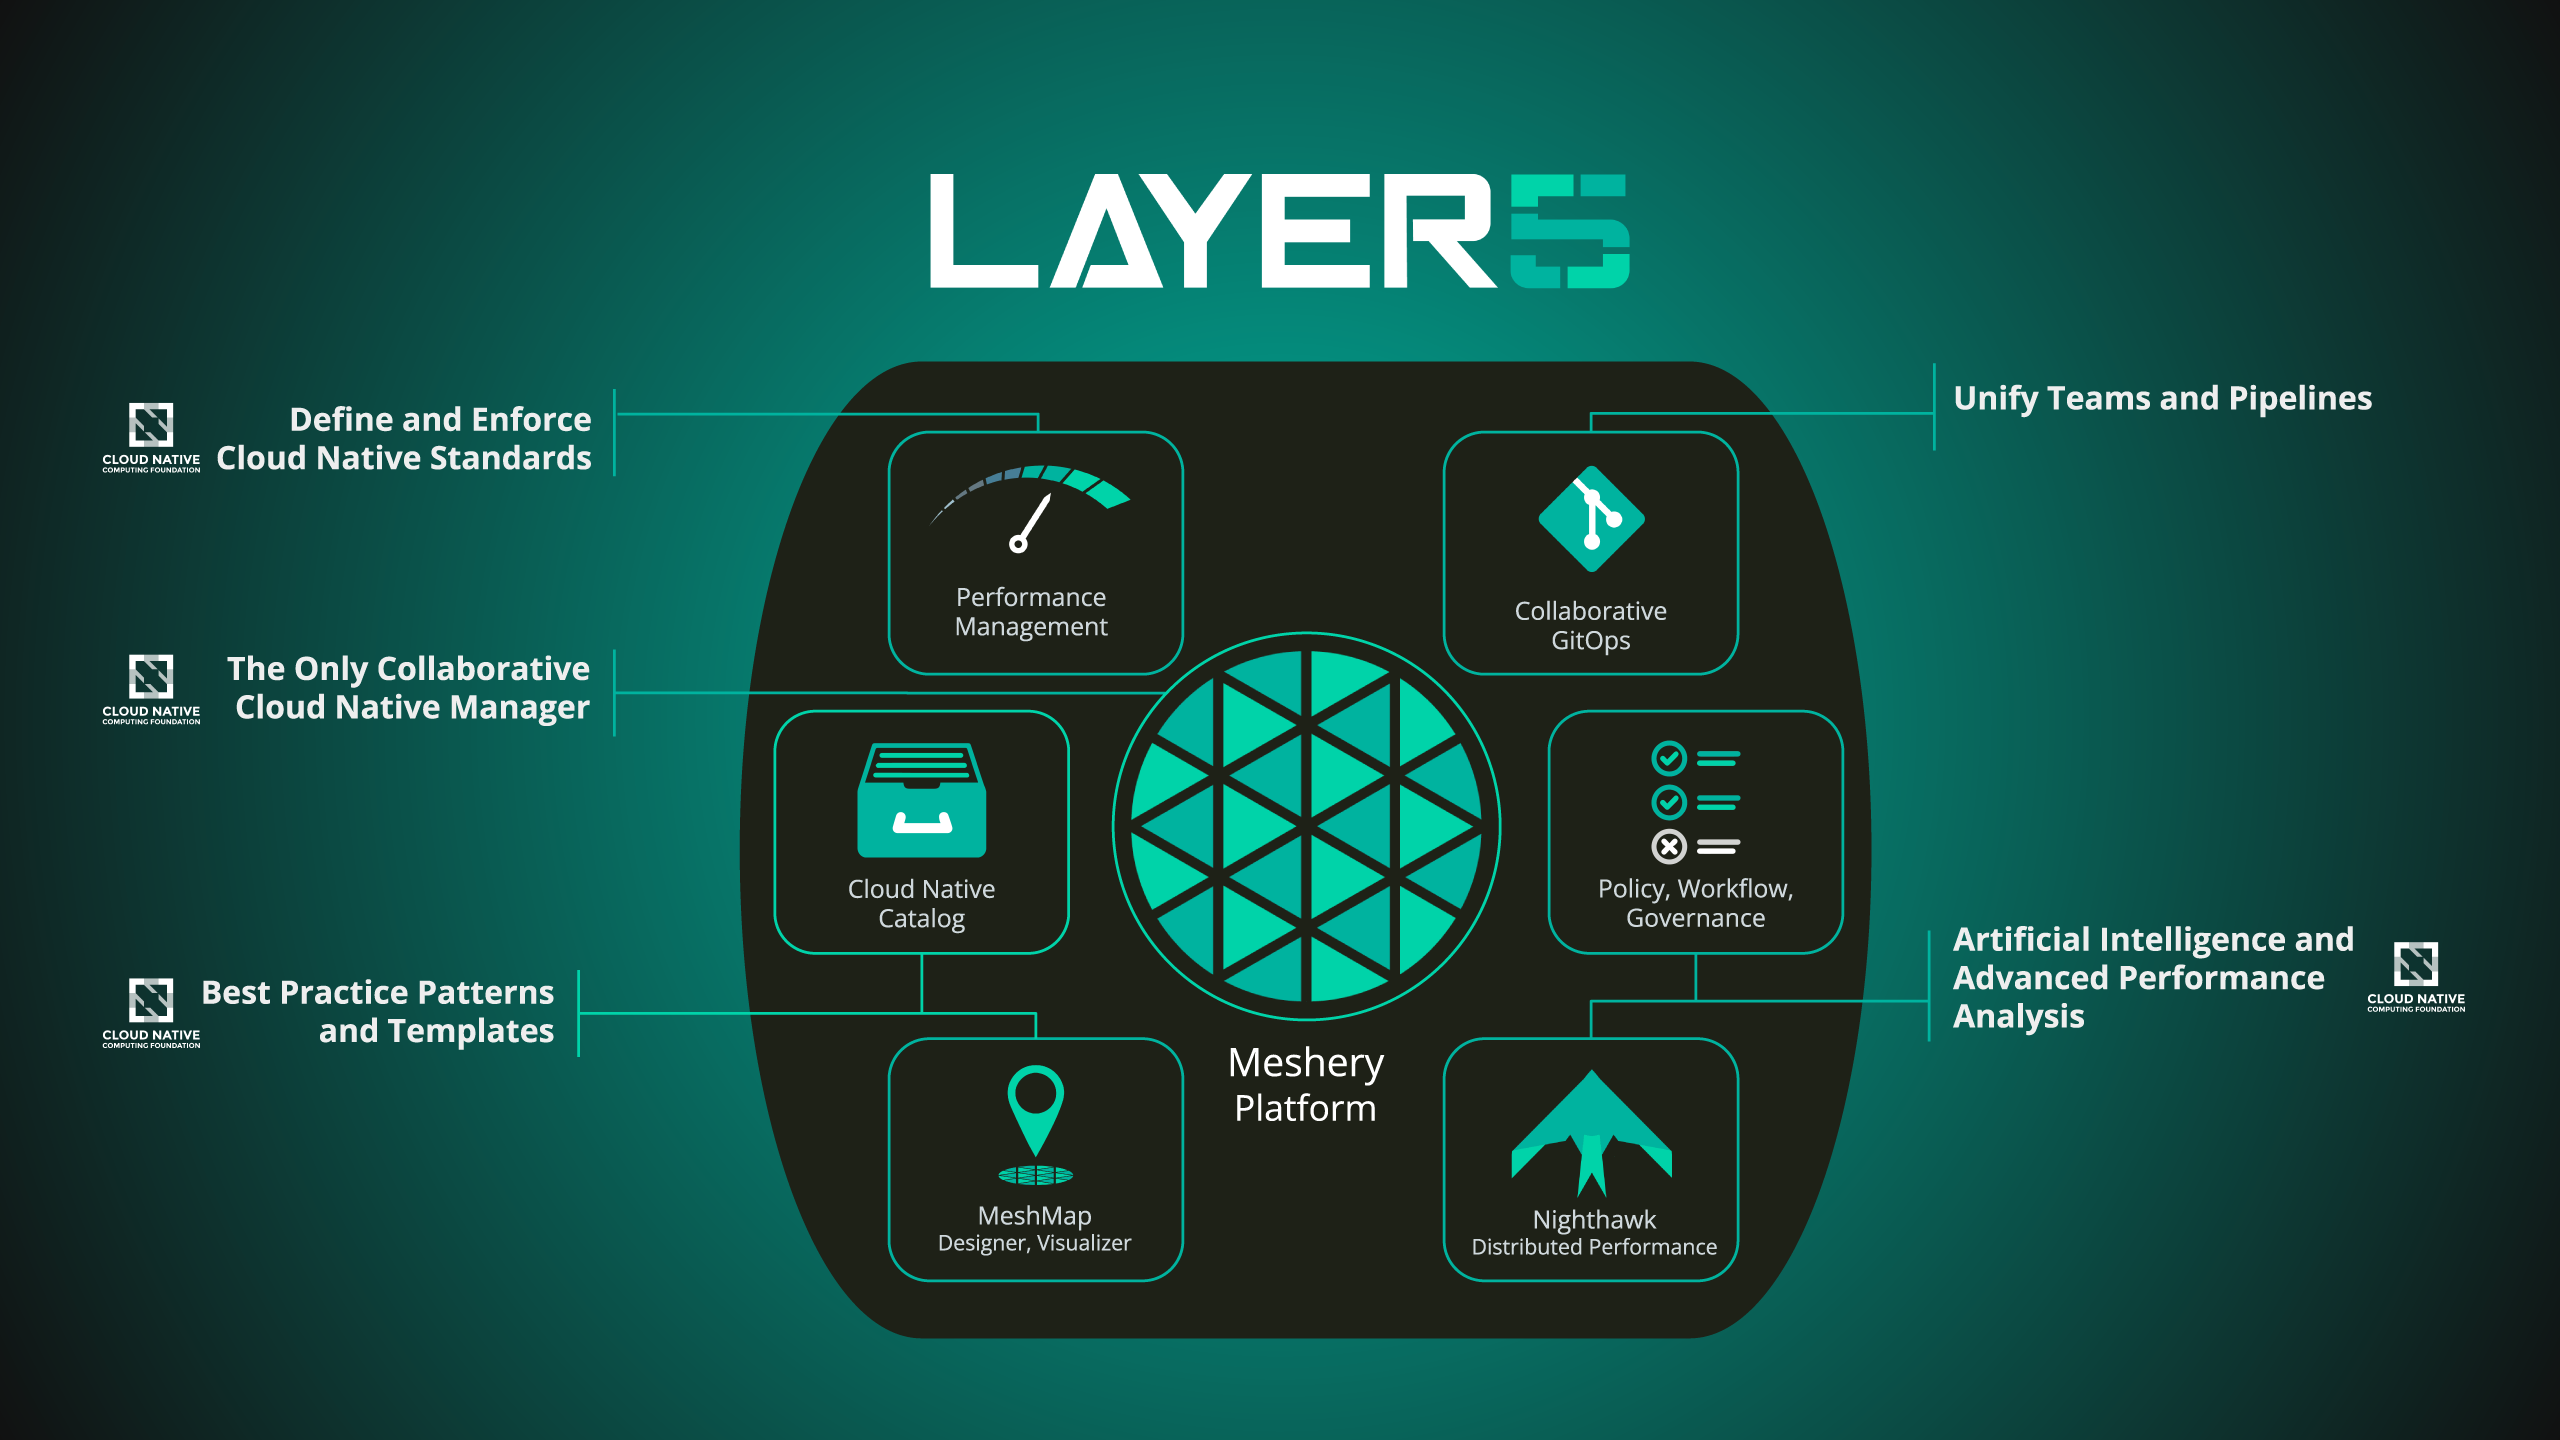 LAYER5
CLOUD NATIVE
COMPUTING FOUNDATION
Define and Enforce
Cloud Native Standards
Unify Teams and Pipelines
Performance
Management
Collaborative
GitOps
CLOUD NATIVE
COMPUTING FOUNDATION
The Only Collaborative
Cloud Native Manager
Cloud Native
Catalog
Policy, Workflow,
Governance
CLOUD NATIVE
COMPUTING FOUNDATION
Best Practice Patterns
and Templates
Artificial Intelligence and
Advanced Performance
Analysis
CLOUD NATIVE
COMPUTING FOUNDATION
Meshery
Platform
MeshMap
Designer, Visualizer
Nighthawk
Distributed Performance